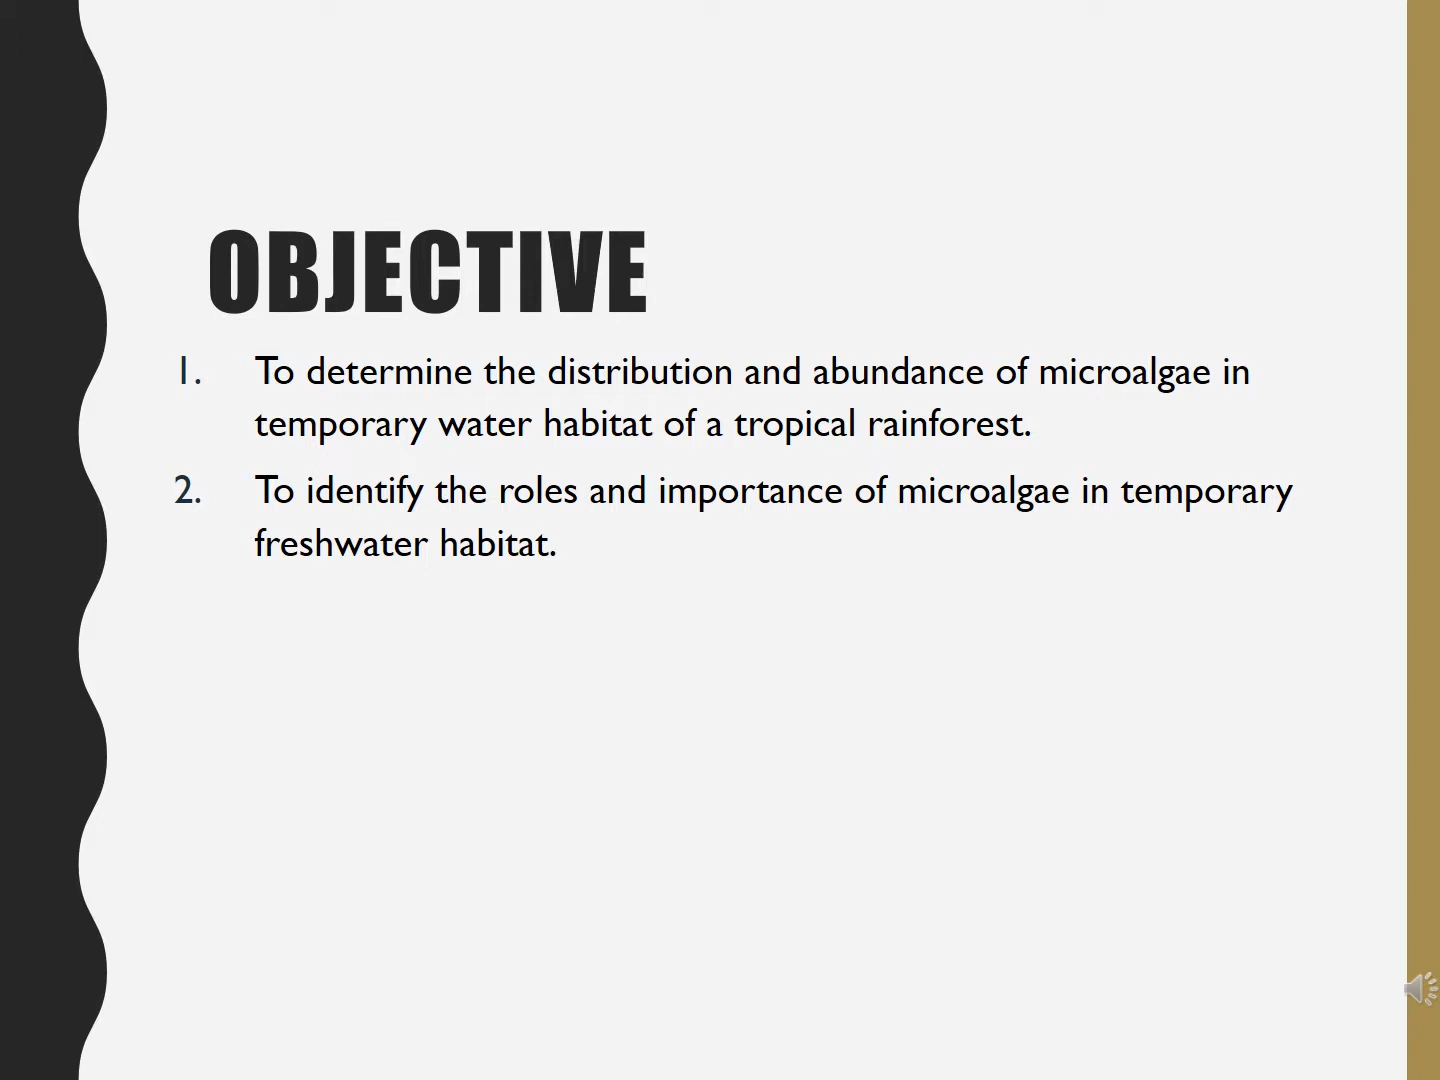 OBJECTIVE
1. To determine the distribution and abundance of microalgae in
temporary water habitat of a tropical rainforest.
2. To identify the roles and importance of microalgae in temporary
freshwater habitat.